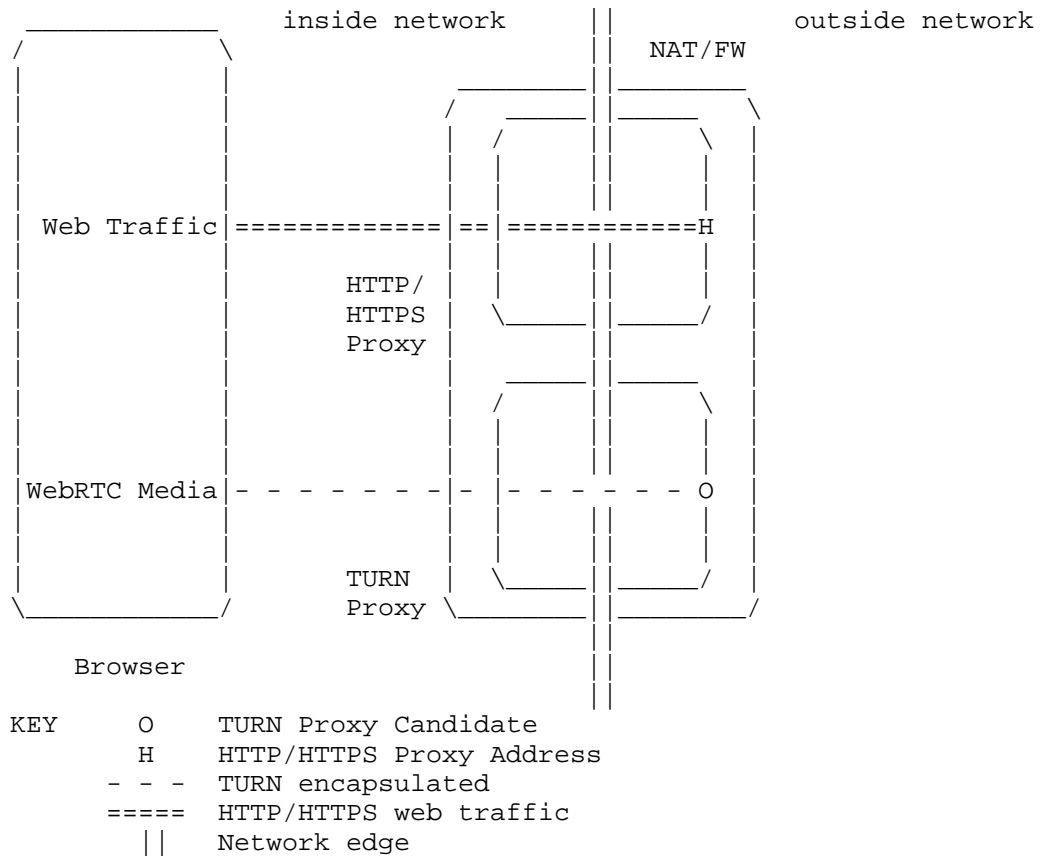 inside network || outside network
NAT/FW
Web Traffic =============|==|============H
HTTP/
HTTPS
Proxy
WebRTC Media - - - - - - - - - - - - - - O
TURN
Proxy
Browser
KEY O TURN Proxy Candidate
H HTTP/HTTPS Proxy Address
- - - TURN encapsulated
===== HTTP/HTTPS web traffic
|| Network edge